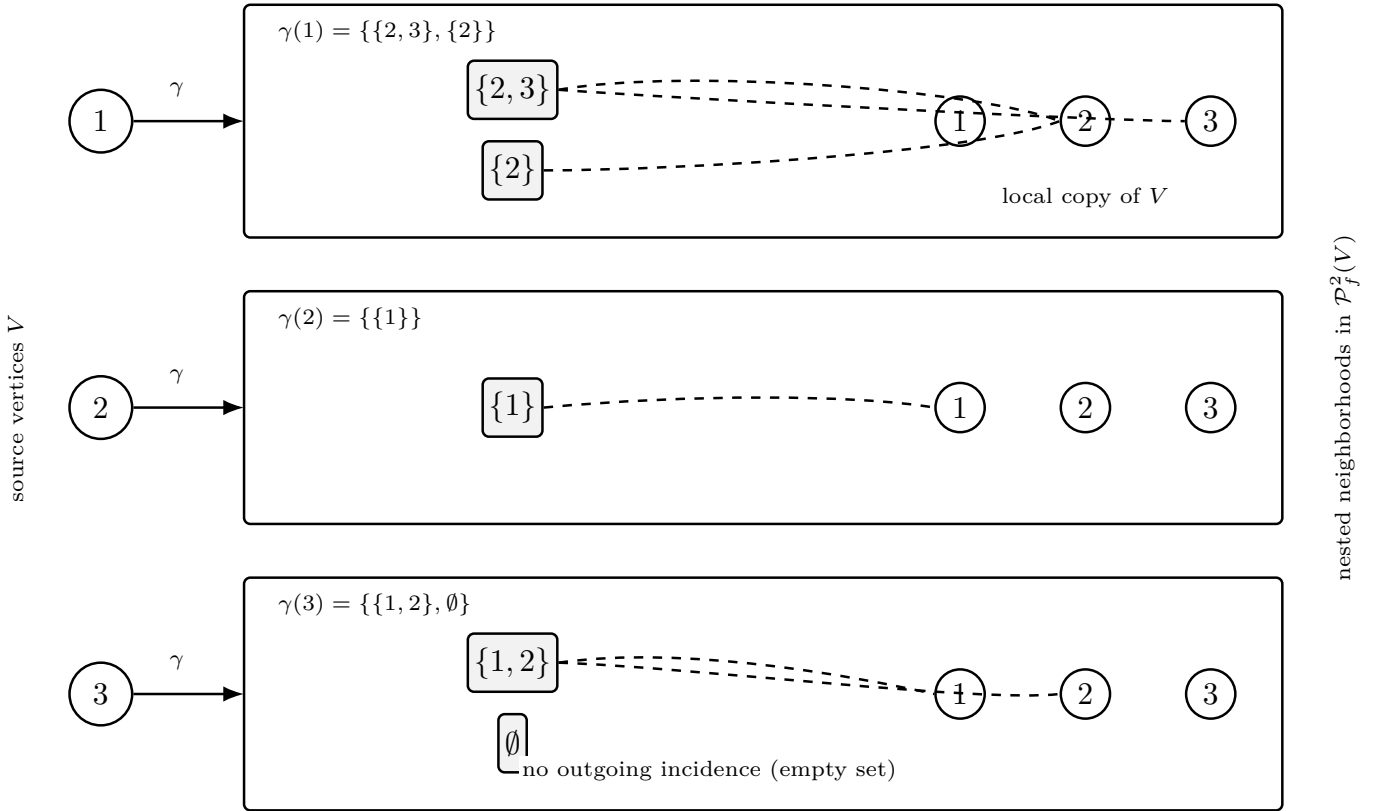 source vertices V
1
γ
γ(1) = {{2, 3}, {2}}
{2, 3}
{2}
1 2 3
local copy of V
2
γ
γ(2) = {{1}}
{1}
1 2 3
3
γ
γ(3) = {{1, 2}, ∅}
{1, 2}
∅
1 2 3
no outgoing incidence (empty set)
nested neighborhoods in 𝒫_f^2(V)